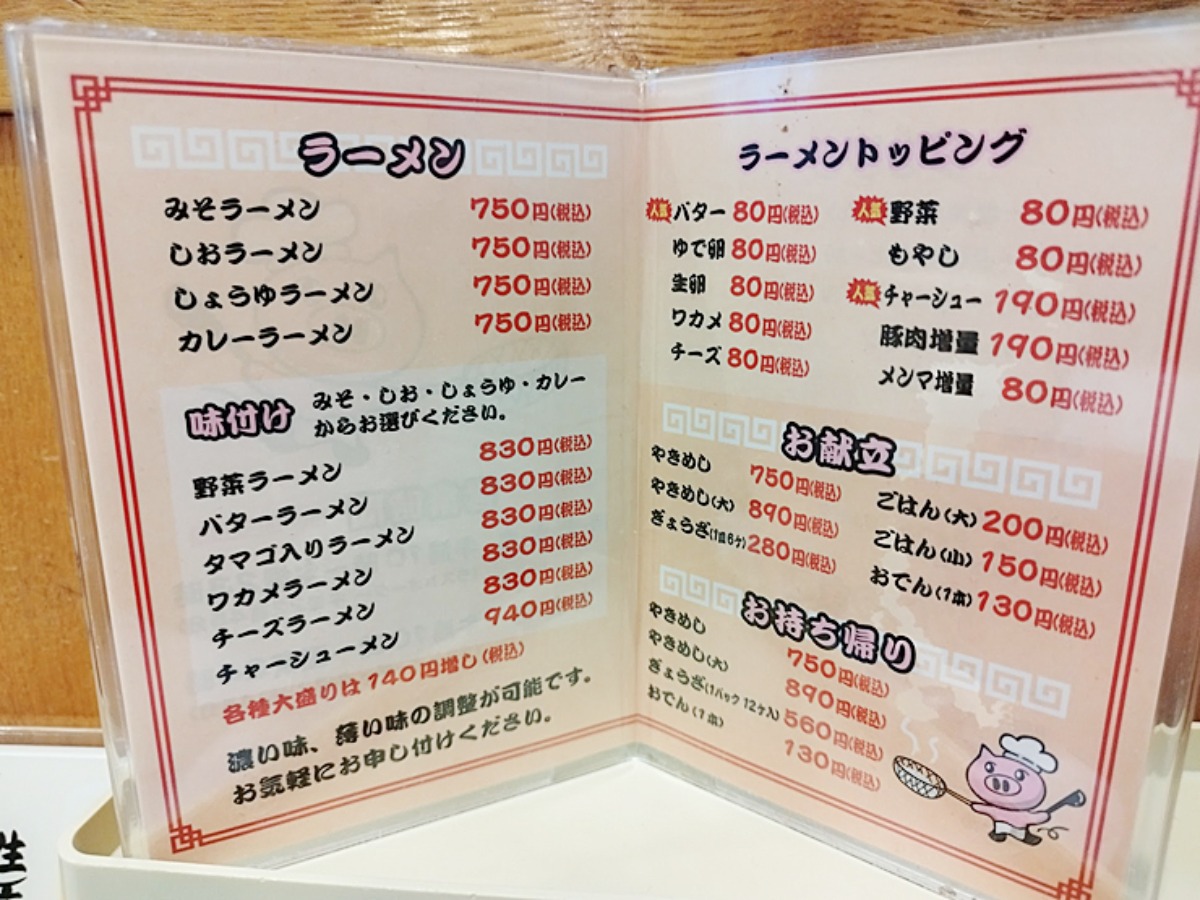 ラーメン
みそラーメン 750円(税込)
しおラーメン 750円(税込)
しょうゆラーメン 750円(税込)
カレーラーメン 750円(税込)
味付け みそ・しお・しょうゆ・カレー
からお選びください。
野菜ラーメン 830円(税込)
バターラーメン 830円(税込)
タマゴ入りラーメン 830円(税込)
ワカメラーメン 830円(税込)
チーズラーメン 830円(税込)
チャーシューメン 940円(税込)
各種大盛りは140円増し(税込)
濃い味、薄い味の調整が可能です。
お気軽にお申し付けください。
ラーメントッピング
人気 バター 80円(税込)
ゆで卵 80円(税込)
生卵 80円(税込)
ワカメ 80円(税込)
チーズ 80円(税込)
人気 野菜 80円(税込)
もやし 80円(税込)
人気 チャーシュー 190円(税込)
豚肉増量 190円(税込)
メンマ増量 80円(税込)
お献立
やきめし 750円(税込)
やきめし(大) 890円(税込)
ぎょうざ(1皿6ケ) 280円(税込)
ごはん(大) 200円(税込)
ごはん(小) 150円(税込)
おでん(1本) 130円(税込)
お持ち帰り
やきめし 750円(税込)
やきめし(大) 890円(税込)
ぎょうざ(1パック 12ケ入) 560円(税込)
おでん(1本) 130円(税込)